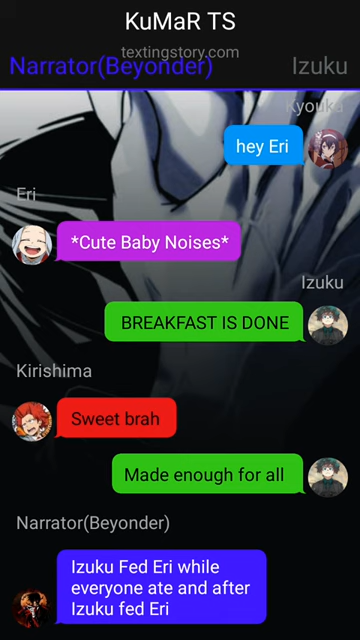 KuMaR TS
textingstory.com
Narrator(Beyonder)
Izuku
Kyouka
hey Eri
Eri
*Cute Baby Noises*
Izuku
BREAKFAST IS DONE
Kirishima
Sweet brah
Made enough for all
Narrator(Beyonder)
Izuku Fed Eri while
everyone ate and after
Izuku fed Eri